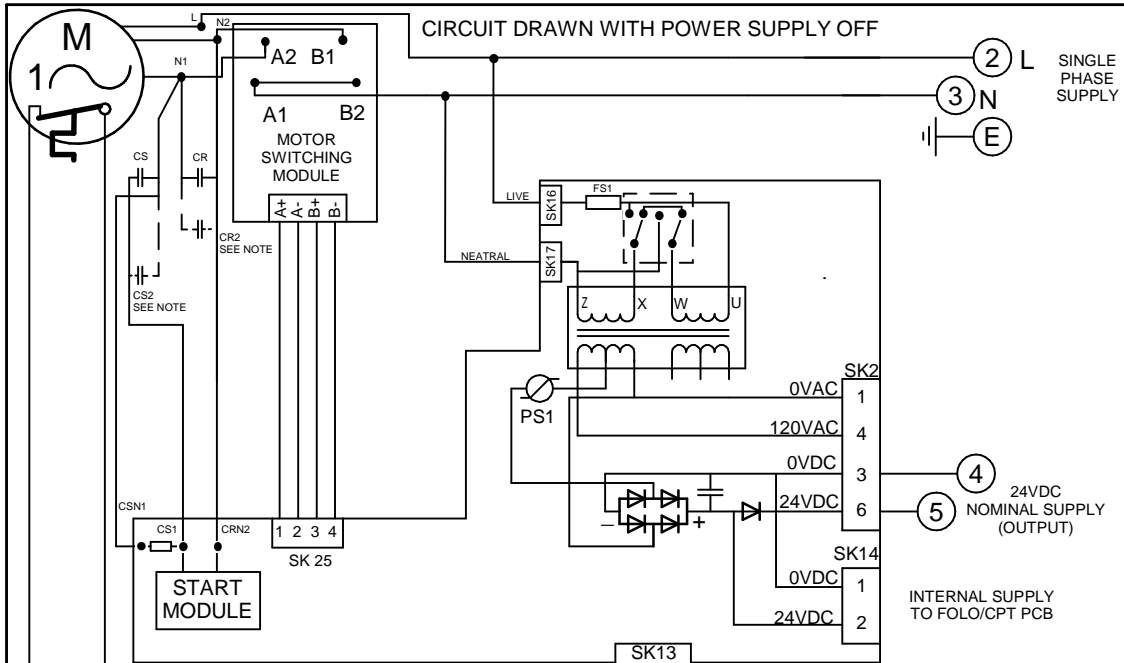 CIRCUIT DRAWN WITH POWER SUPPLY OFF
L
N2
M
1
N1
A2
B1
A1
B2
MOTOR
SWITCHING
MODULE
A+
A-
B+
B-
2
L
SINGLE
PHASE
SUPPLY
3
N
E
CS
CR
CR2
SEE NOTE
CS2
SEE NOTE
LIVE
SK16
FS1
NEATRAL
SK17
Z
X
W
U
PS1
SK2
0VAC
1
120VAC
4
0VDC
3
4
24VDC
6
5
24VDC
NOMINAL SUPPLY
(OUTPUT)
–
+
SK14
0VDC
1
24VDC
2
INTERNAL SUPPLY
TO FOLO/CPT PCB
CSN1
CS1
CRN2
1
2
3
4
SK 25
START
MODULE
SK13